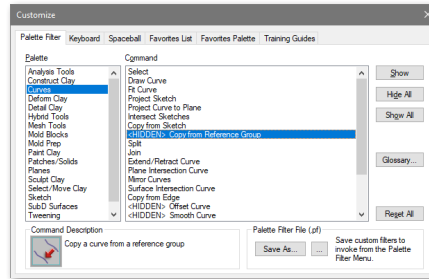 Customize
Palette Filter Keyboard Spaceball Favorites List Favorites Palette Training Guides
Palette
Analysis Tools
Construct Clay
Curves
Deform Clay
Detail Clay
Hybrid Tools
Mesh Tools
Mold Blocks
Mold Prep
Paint Clay
Patches/Solids
Planes
Sculpt Clay
Select/Move Clay
Sketch
SubD Surfaces
Tweening
Command
Select
Draw Curve
Fit Curve
Project Sketch
Project Curve to Plane
Intersect Sketches
Copy from Sketch
<HIDDEN> Copy from Reference Group
Split
Join
Extend/Retract Curve
Plane Intersection Curve
Mirror Curves
Surface Intersection Curve
Copy from Edge
<HIDDEN> Offset Curve
<HIDDEN> Smooth Curve
Show
Hide All
Show All
Glossary...
Reset All
Command Description
Copy a curve from a reference group
Palette Filter File (.pf)
Save As...
...
Save custom filters to
invoke from the Palette
Filter Menu.